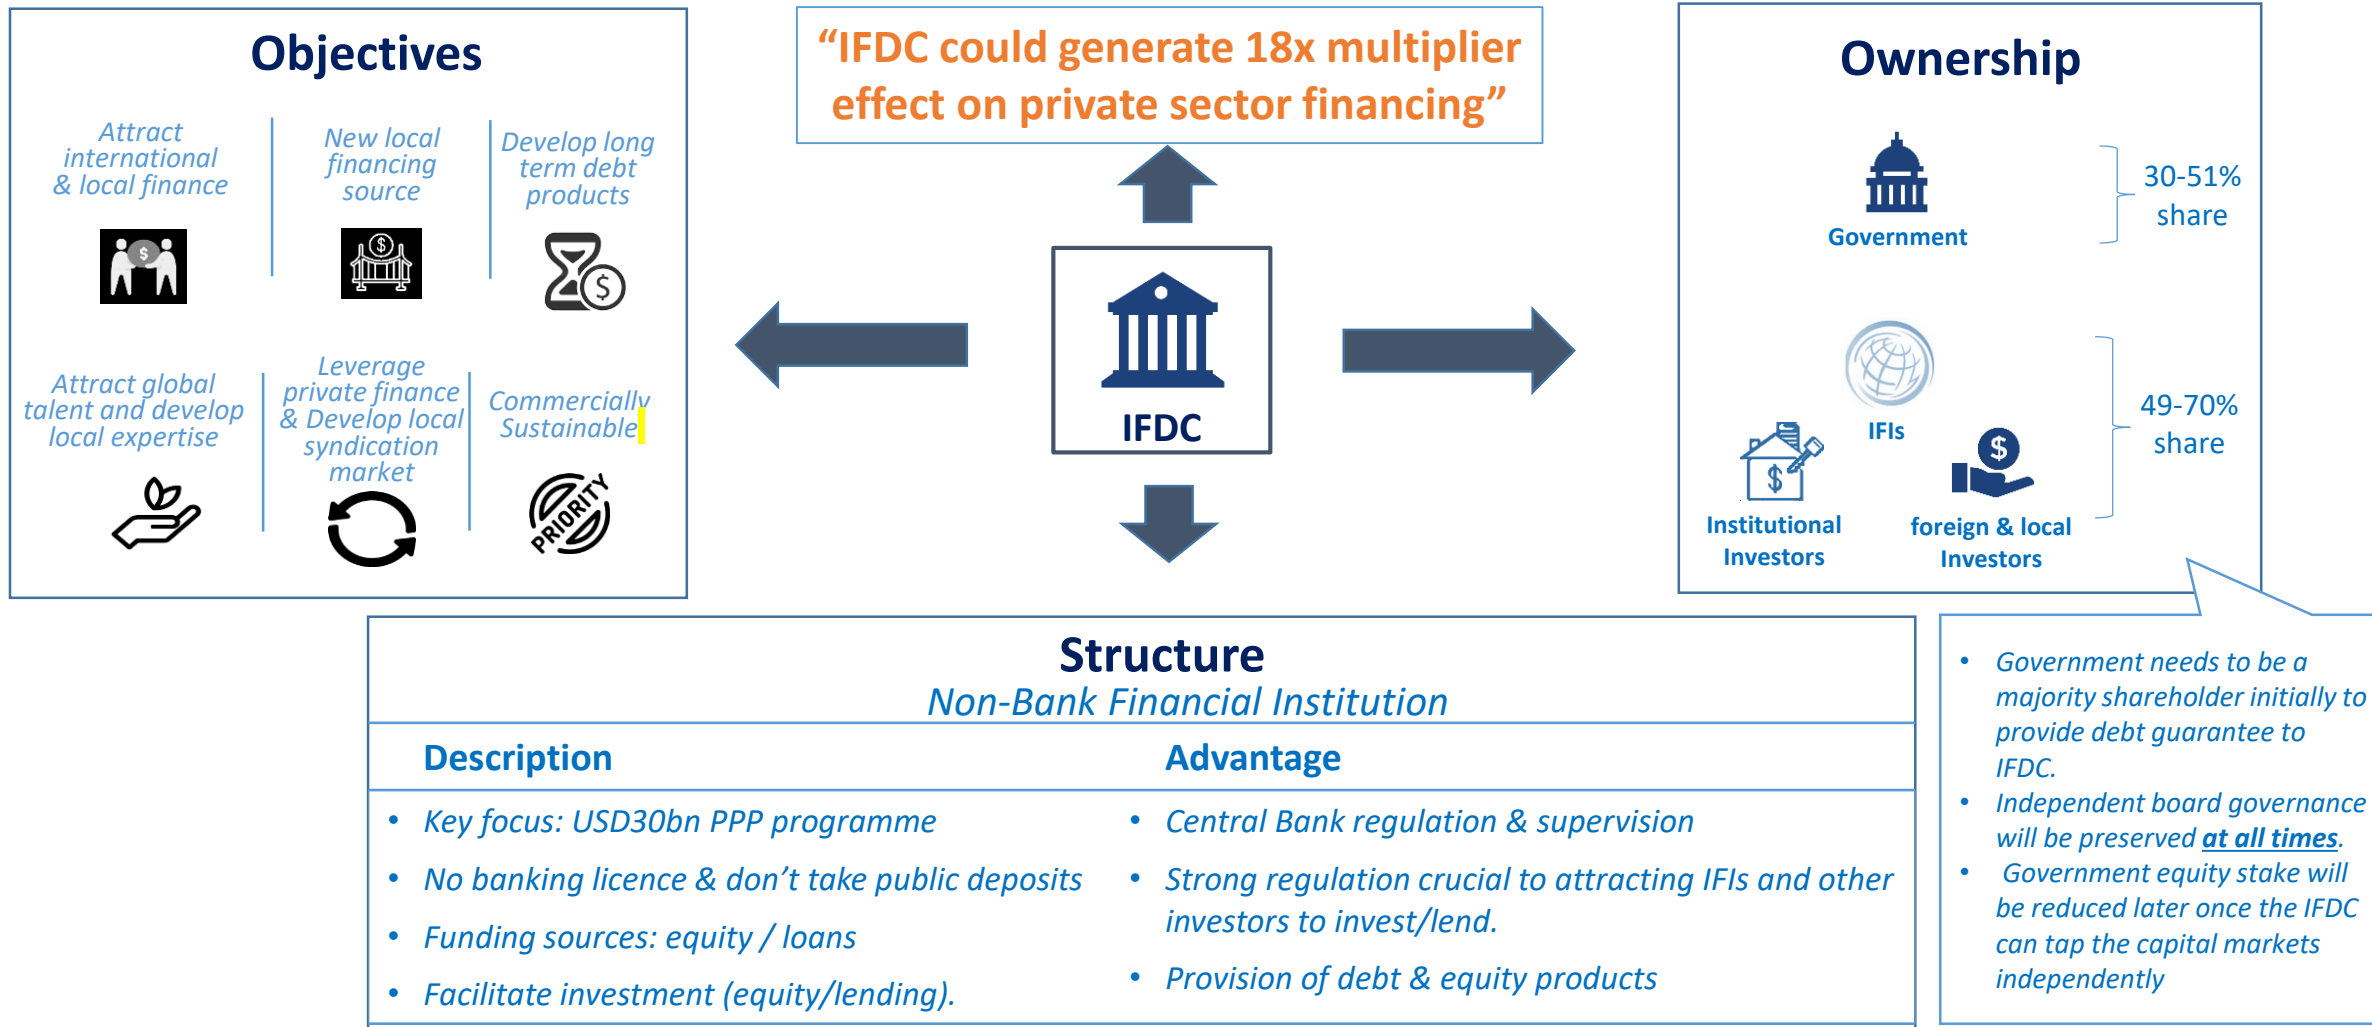 Objectives
Attract
international
& local finance
New local
financing
source
Develop long
term debt
products
$
$
$
Attract global
talent and develop
local expertise
Leverage
private finance
& Develop local
syndication
market
Commercially
Sustainable
PRIORITY
“IFDC could generate 18x multiplier
effect on private sector financing”
IFDC
Ownership
Government
30-51%
share
IFIs
$
$
Institutional
Investors
foreign & local
Investors
49-70%
share
Structure
Non-Bank Financial Institution
Description
• Key focus: USD30bn PPP programme
• No banking licence & don’t take public deposits
• Funding sources: equity / loans
• Facilitate investment (equity/lending).
Advantage
• Central Bank regulation & supervision
• Strong regulation crucial to attracting IFIs and other
investors to invest/lend.
• Provision of debt & equity products
• Government needs to be a
majority shareholder initially to
provide debt guarantee to
IFDC.
• Independent board governance
will be preserved at all times.
• Government equity stake will
be reduced later once the IFDC
can tap the capital markets
independently